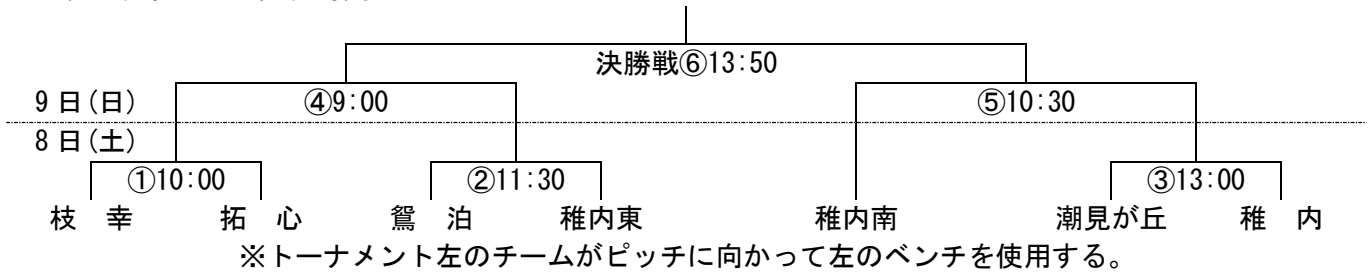 決勝戦⑥13:50
9日(日) ④9:00 ⑤10:30
8日(土)
①10:00 ②11:30 ③13:00
枝 幸 拓 心 鴛 泊 稚内東 稚内南 潮見が丘 稚 内
※トーナメント左のチームがピッチに向かって左のベンチを使用する。